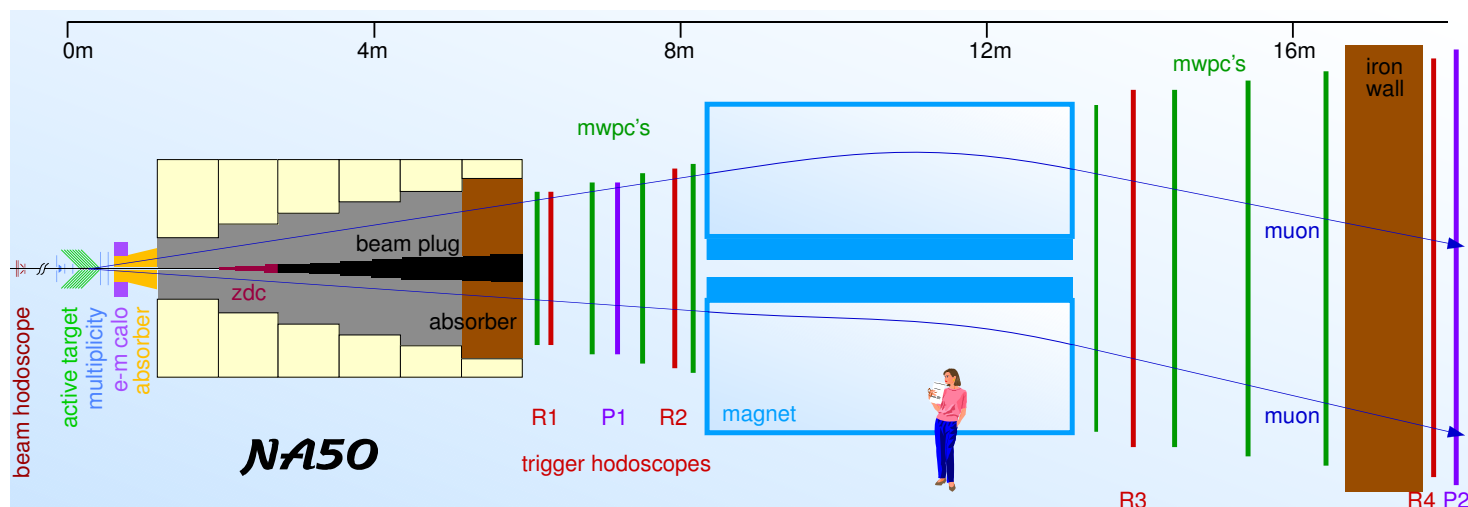 0m
4m
8m
12m
16m
mwpc's
iron
wall
mwpc's
muon
beam plug
zdc
absorber
beam hodoscope
active target
multiplicity
e-m calo
absorber
magnet
muon
R1
P1
R2
NA50
trigger hodoscopes
R3
R4
P2